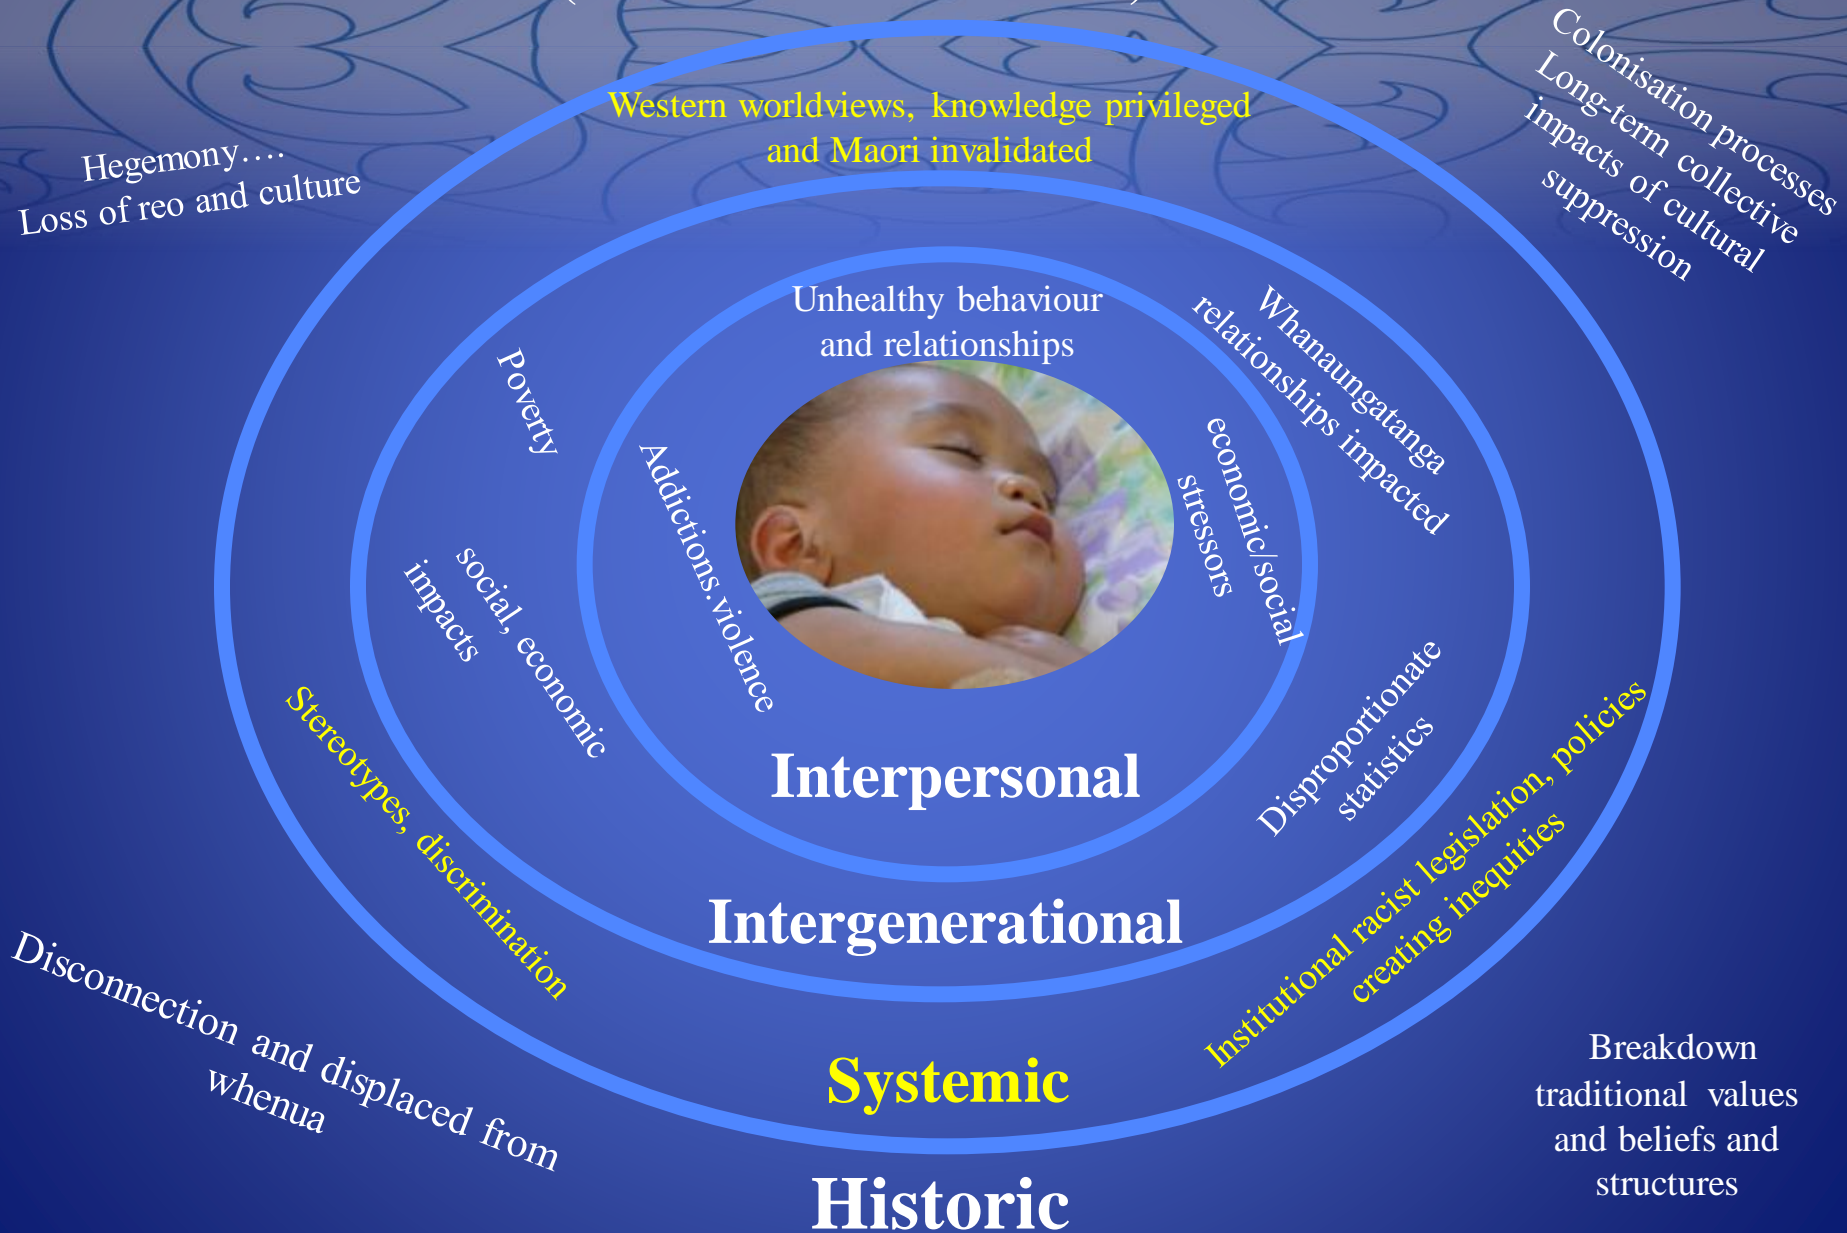 Colonisation processes
Long-term collective
impacts of cultural
suppression
Western worldviews, knowledge privileged
and Maori invalidated
Hegemony….
Loss of reo and culture
Unhealthy behaviour
and relationships
Whanaungatanga
relationships impacted
Poverty
economic/social
stressors
Addictions.violence
social, economic
impacts
Disproportionate
statistics
Stereotypes, discrimination
Institutional racist legislation, policies
creating inequities
Interpersonal
Intergenerational
Systemic
Disconnection and displaced from
whenua
Breakdown
traditional values
and beliefs and
structures
Historic